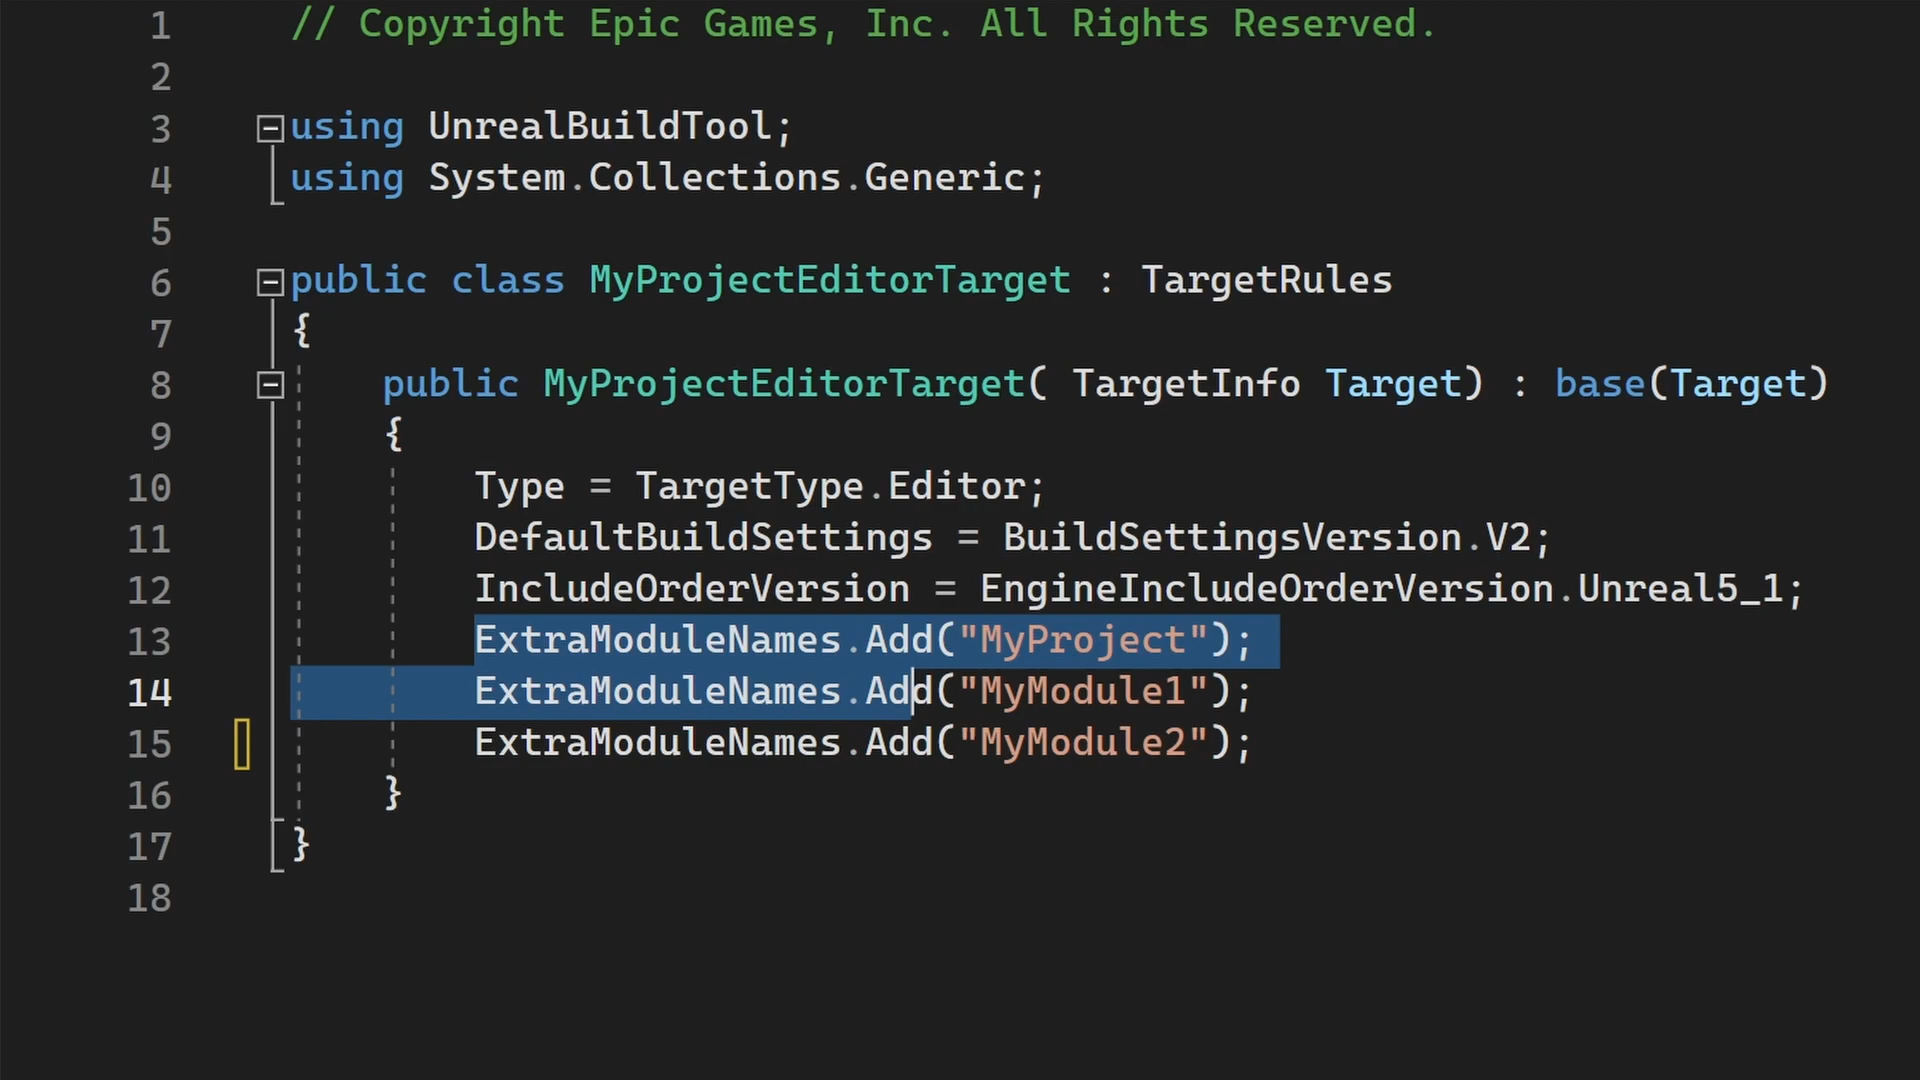 1 // Copyright Epic Games, Inc. All Rights Reserved.
2
3 using UnrealBuildTool;
4 using System.Collections.Generic;
5
6 public class MyProjectEditorTarget : TargetRules
7 {
8 public MyProjectEditorTarget( TargetInfo Target) : base(Target)
9 {
10 Type = TargetType.Editor;
11 DefaultBuildSettings = BuildSettingsVersion.V2;
12 IncludeOrderVersion = EngineIncludeOrderVersion.Unreal5_1;
13 ExtraModuleNames.Add("MyProject");
14 ExtraModuleNames.Add("MyModule1");
15 ExtraModuleNames.Add("MyModule2");
16 }
17 }
18